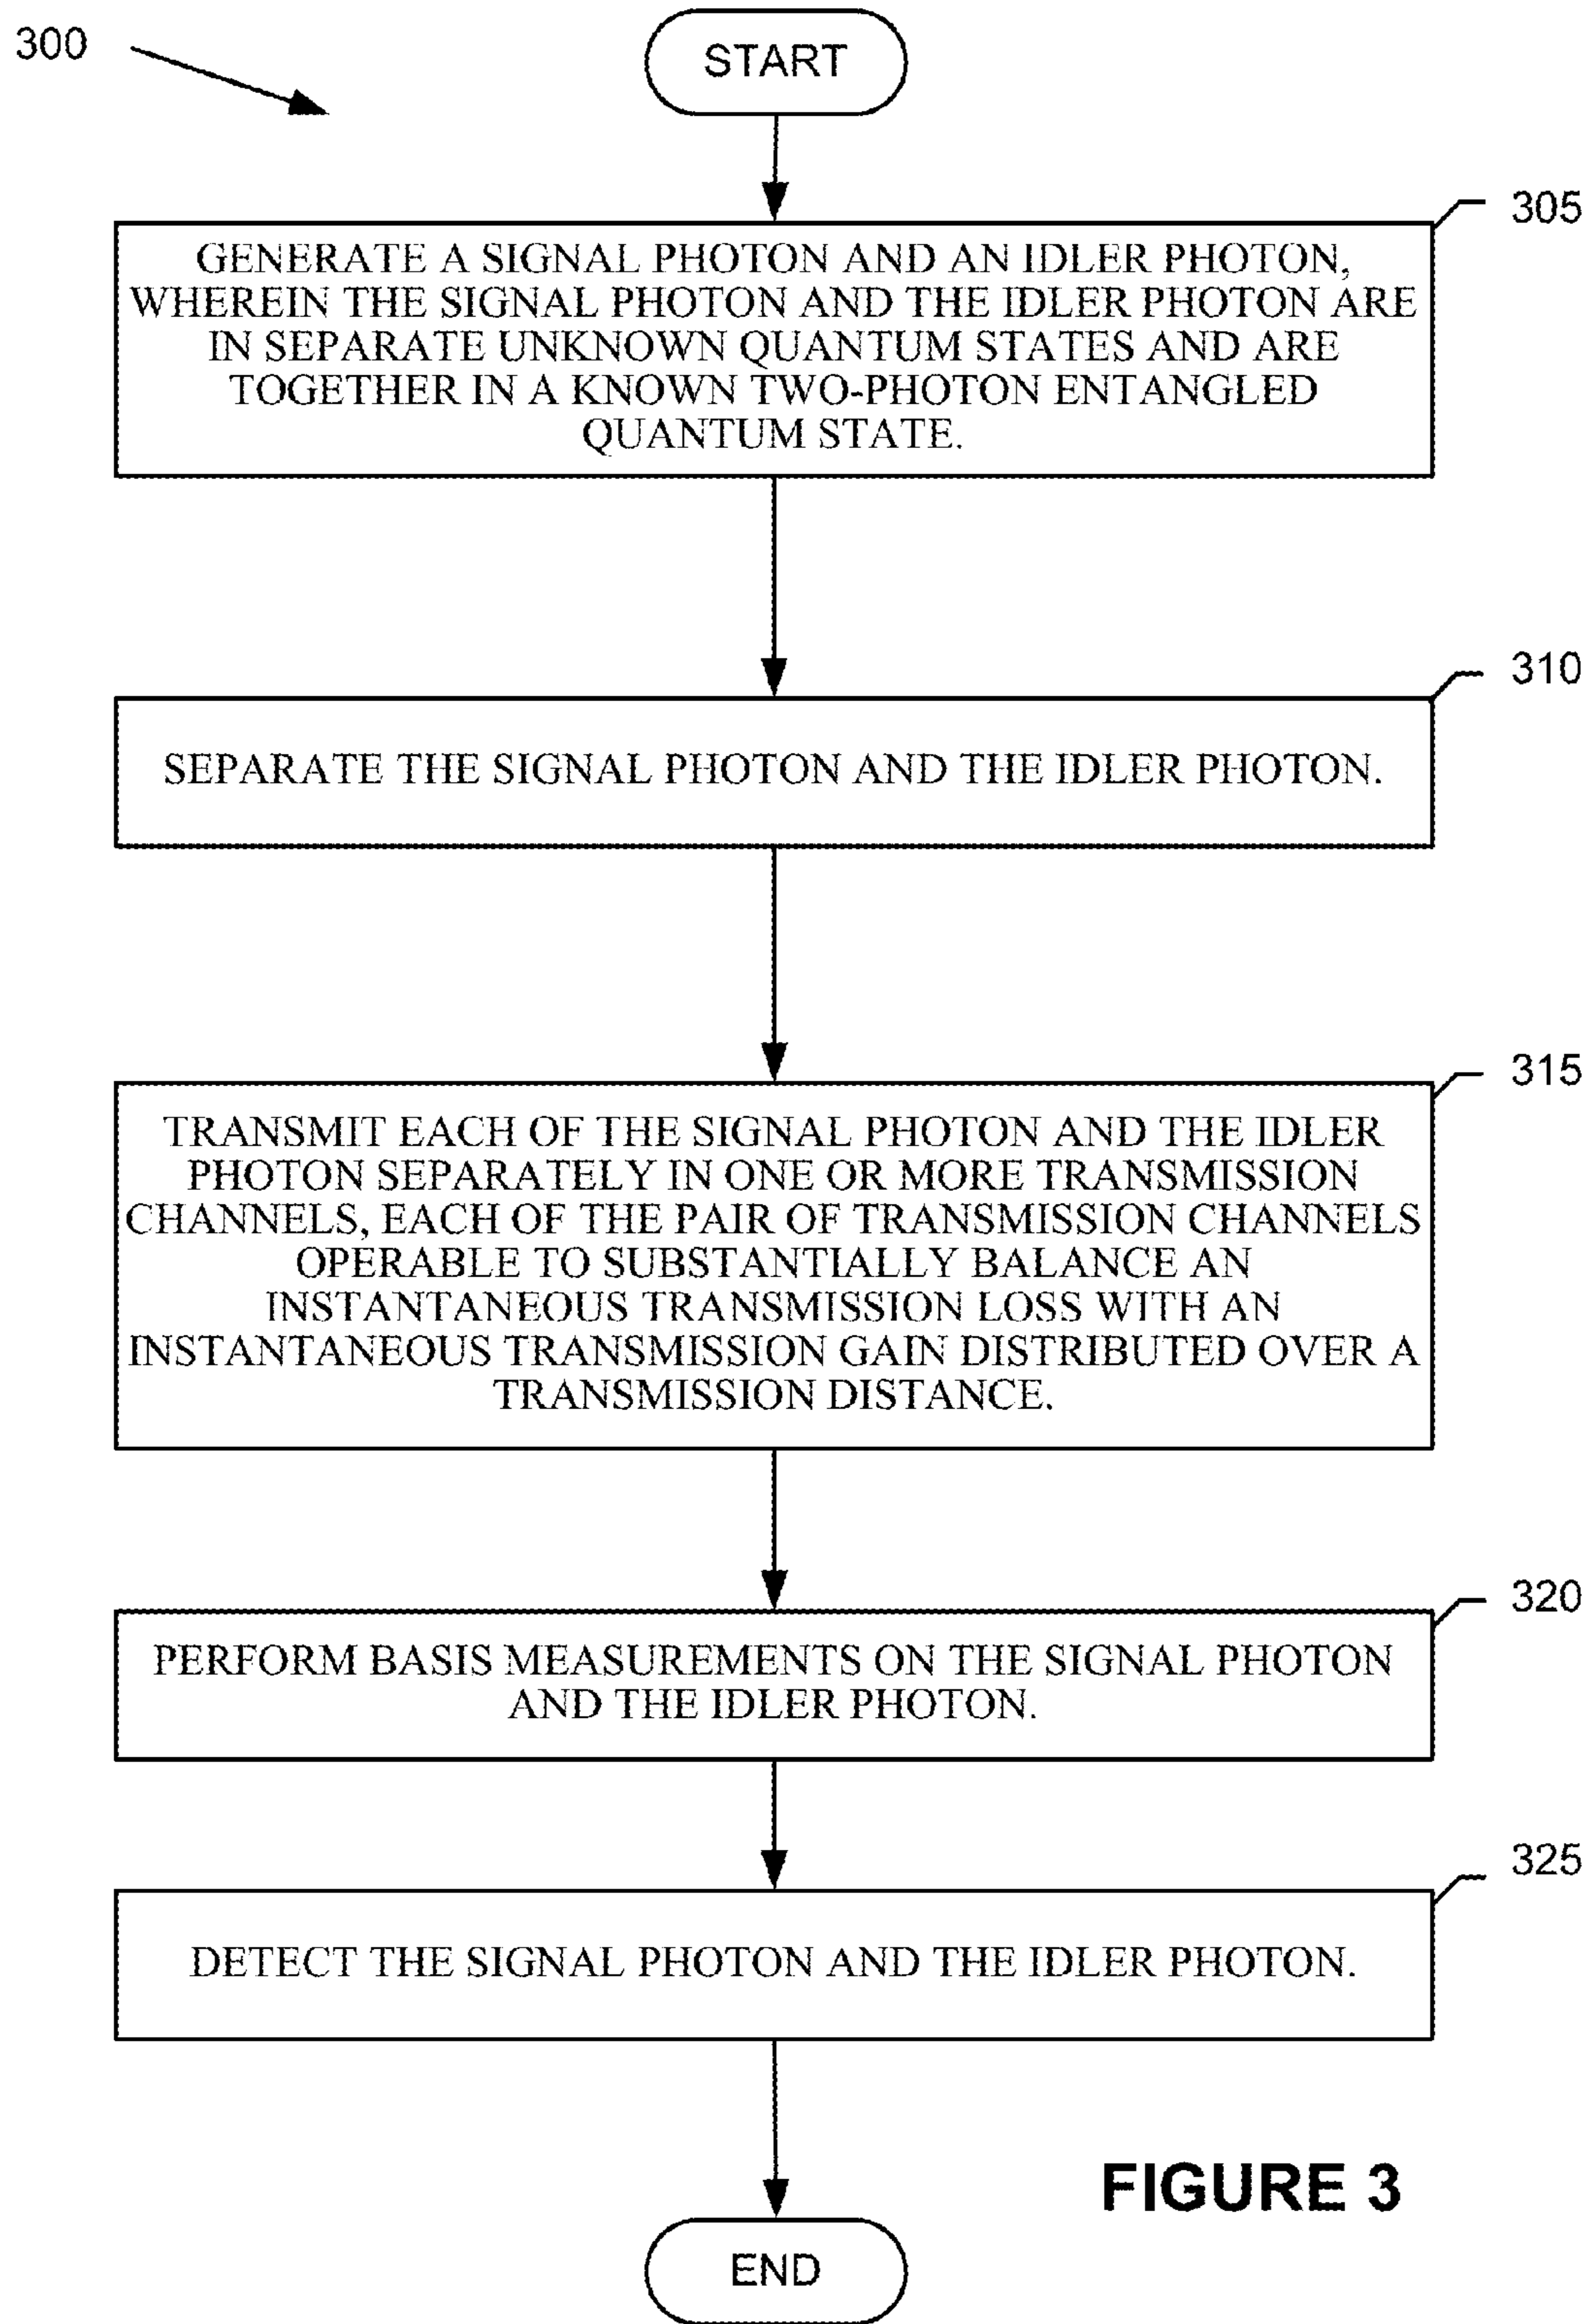 300
START
305
GENERATE A SIGNAL PHOTON AND AN IDLER PHOTON,
WHEREIN THE SIGNAL PHOTON AND THE IDLER PHOTON ARE
IN SEPARATE UNKNOWN QUANTUM STATES AND ARE
TOGETHER IN A KNOWN TWO-PHOTON ENTANGLED
QUANTUM STATE.
310
SEPARATE THE SIGNAL PHOTON AND THE IDLER PHOTON.
315
TRANSMIT EACH OF THE SIGNAL PHOTON AND THE IDLER
PHOTON SEPARATELY IN ONE OR MORE TRANSMISSION
CHANNELS, EACH OF THE PAIR OF TRANSMISSION CHANNELS
OPERABLE TO SUBSTANTIALLY BALANCE AN
INSTANTANEOUS TRANSMISSION LOSS WITH AN
INSTANTANEOUS TRANSMISSION GAIN DISTRIBUTED OVER A
TRANSMISSION DISTANCE.
320
PERFORM BASIS MEASUREMENTS ON THE SIGNAL PHOTON
AND THE IDLER PHOTON.
325
DETECT THE SIGNAL PHOTON AND THE IDLER PHOTON.
FIGURE 3
END